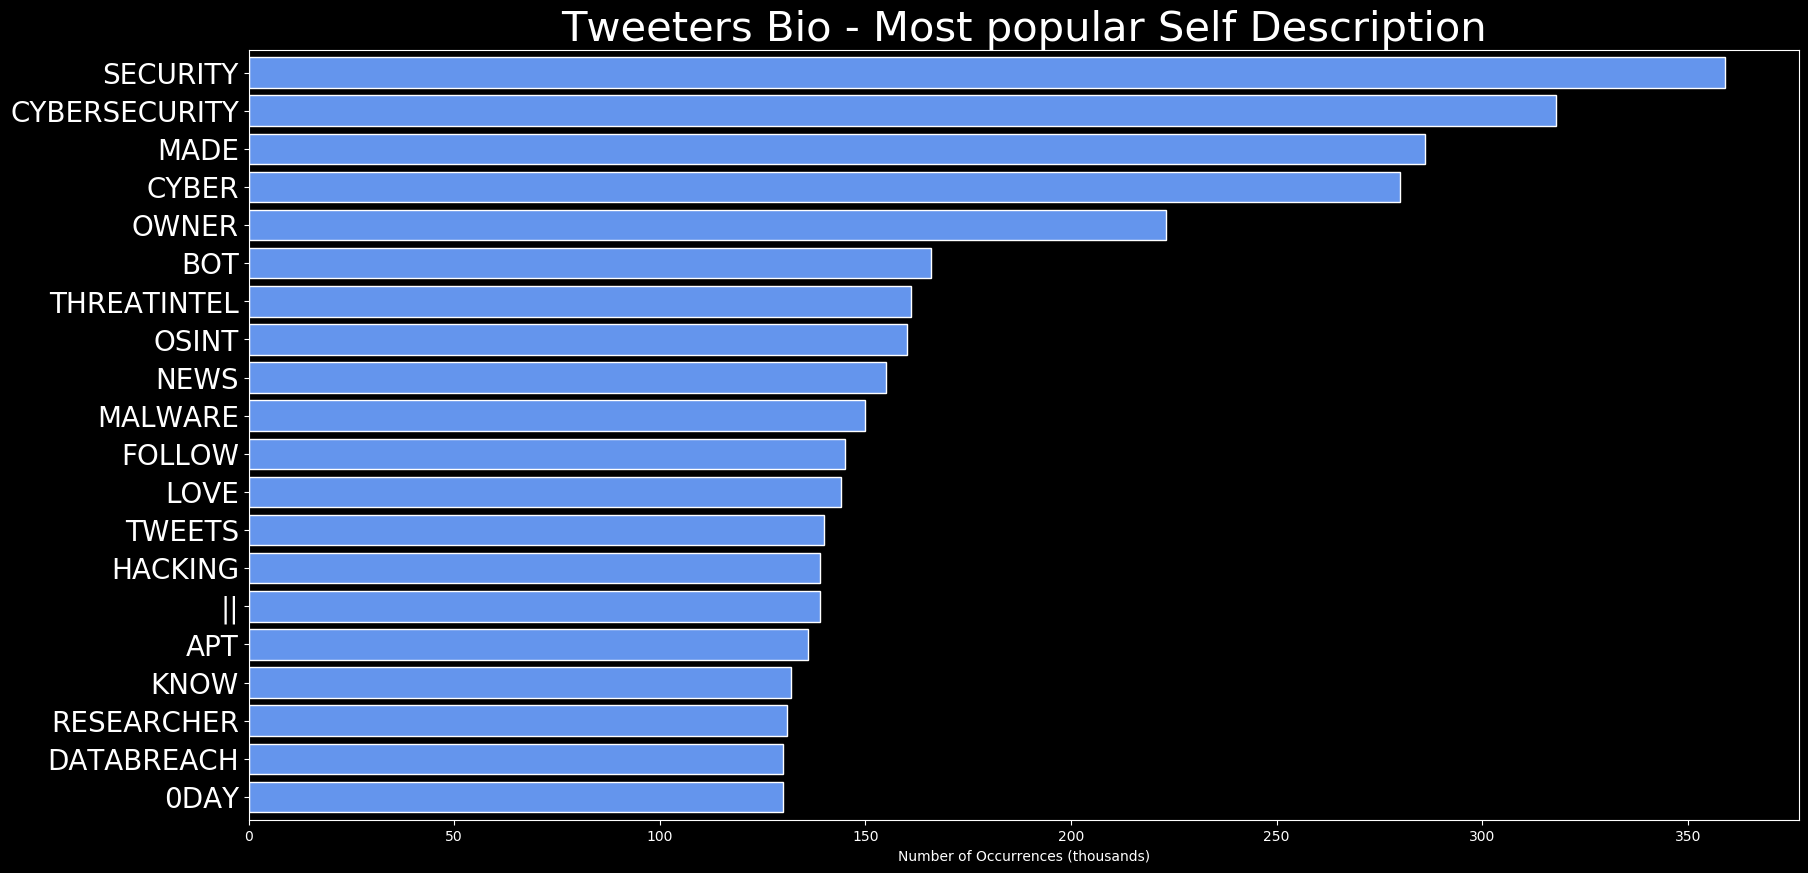 Tweeters Bio - Most popular Self Description
SECURITY
CYBERSECURITY
MADE
CYBER
OWNER
BOT
THREATINTEL
OSINT
NEWS
MALWARE
FOLLOW
LOVE
TWEETS
HACKING
||
APT
KNOW
RESEARCHER
DATABREACH
0DAY
0 50 100 150 200 250 300 350
Number of Occurrences (thousands)